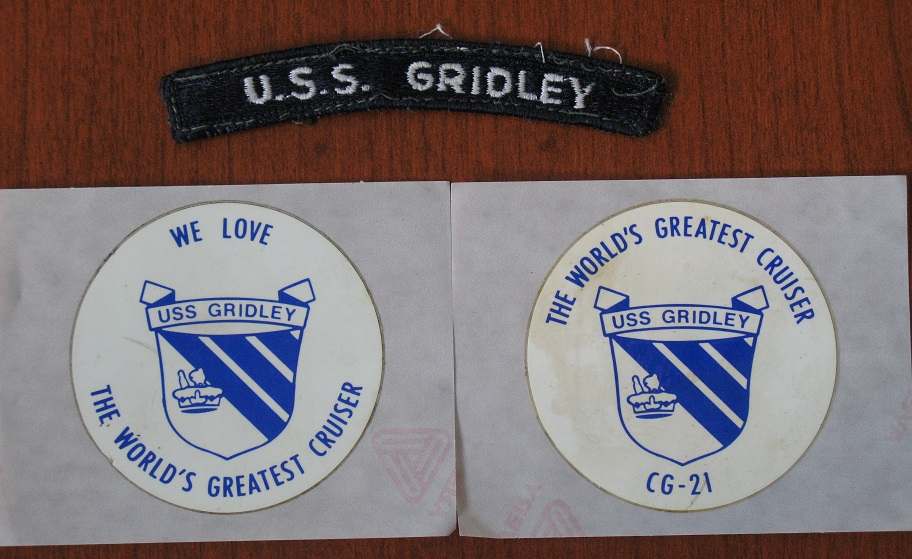 U.S.S. GRIDLEY
WE LOVE
USS GRIDLEY
THE WORLD'S GREATEST CRUISER
THE WORLD'S GREATEST CRUISER
USS GRIDLEY
CG-21